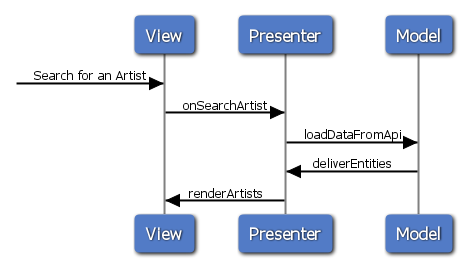 View
Presenter
Model
Search for an Artist
onSearchArtist
loadDataFromApi
deliverEntities
renderArtists
View
Presenter
Model